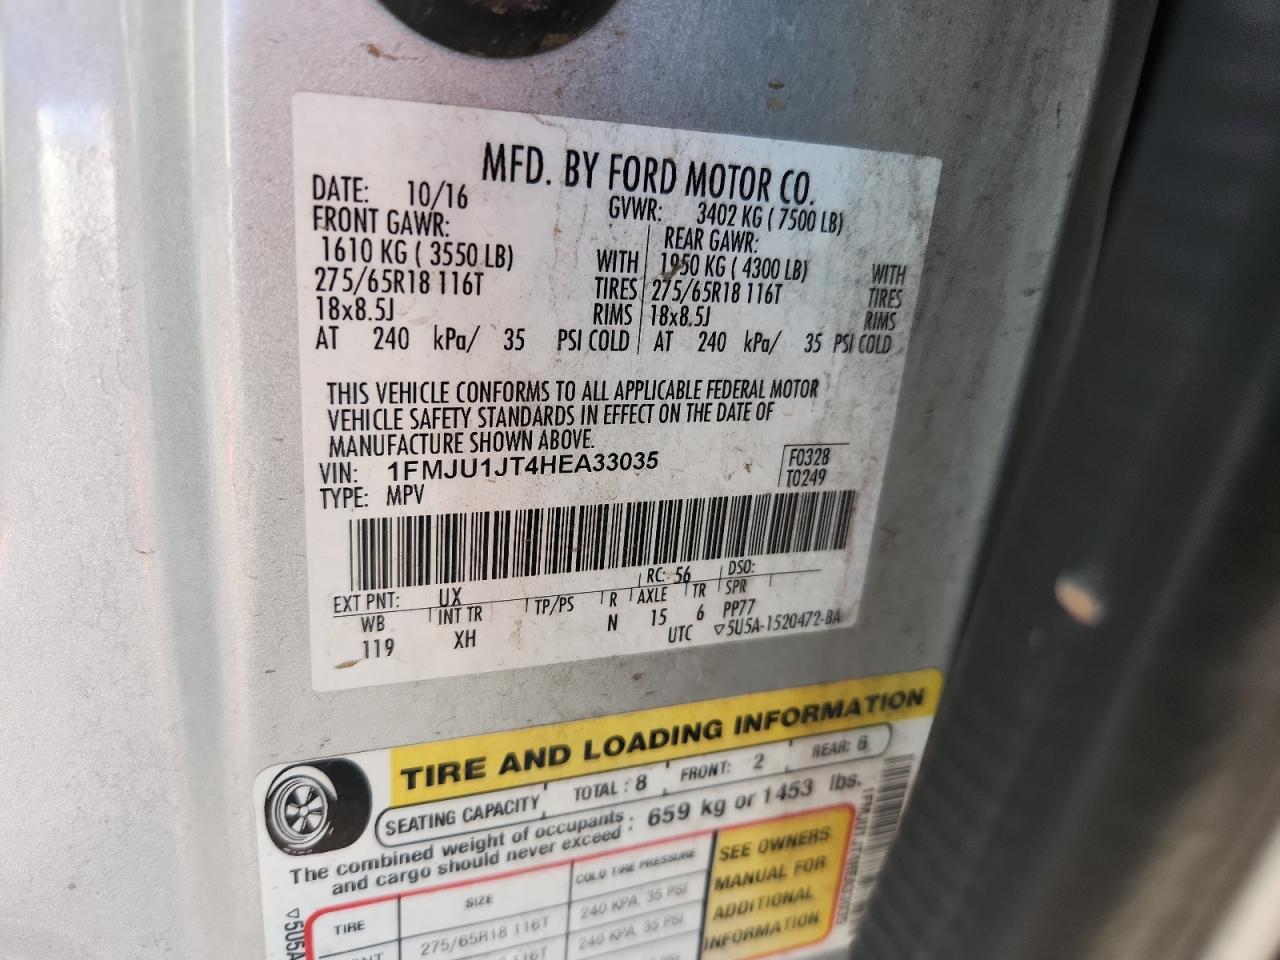 MFD. BY FORD MOTOR CO.
DATE: 10/16 GVWR: 3402 KG ( 7500 LB)
FRONT GAWR: REAR GAWR:
1610 KG ( 3550 LB) WITH 1950 KG ( 4300 LB) WITH
275/65R18 116T TIRES 275/65R18 116T TIRES
18x8.5J RIMS 18x8.5J RIMS
AT 240 kPa/ 35 PSI COLD AT 240 kPa/ 35 PSI COLD
THIS VEHICLE CONFORMS TO ALL APPLICABLE FEDERAL MOTOR
VEHICLE SAFETY STANDARDS IN EFFECT ON THE DATE OF
MANUFACTURE SHOWN ABOVE.
VIN: 1FMJU1JT4HEA33035 F0328
TYPE: MPV T0249
EXT PNT: UX RC: 56 DSO:
WB INT TR TP/PS R AXLE TR SPR
119 XH N 15 6 PP77
UTC ▽5U5A-1520472-BA
TIRE AND LOADING INFORMATION
SEATING CAPACITY TOTAL : 8 FRONT: 2 REAR: 6
The combined weight of occupants : 659 kg or 1453 lbs.
and cargo should never exceed
TIRE SIZE COLD TIRE PRESSURE SEE OWNERS
275/65R18 116T 240 KPA, 35 PSI MANUAL FOR
116T 240 KPA, 35 PSI ADDITIONAL
INFORMATION
▽5U5A